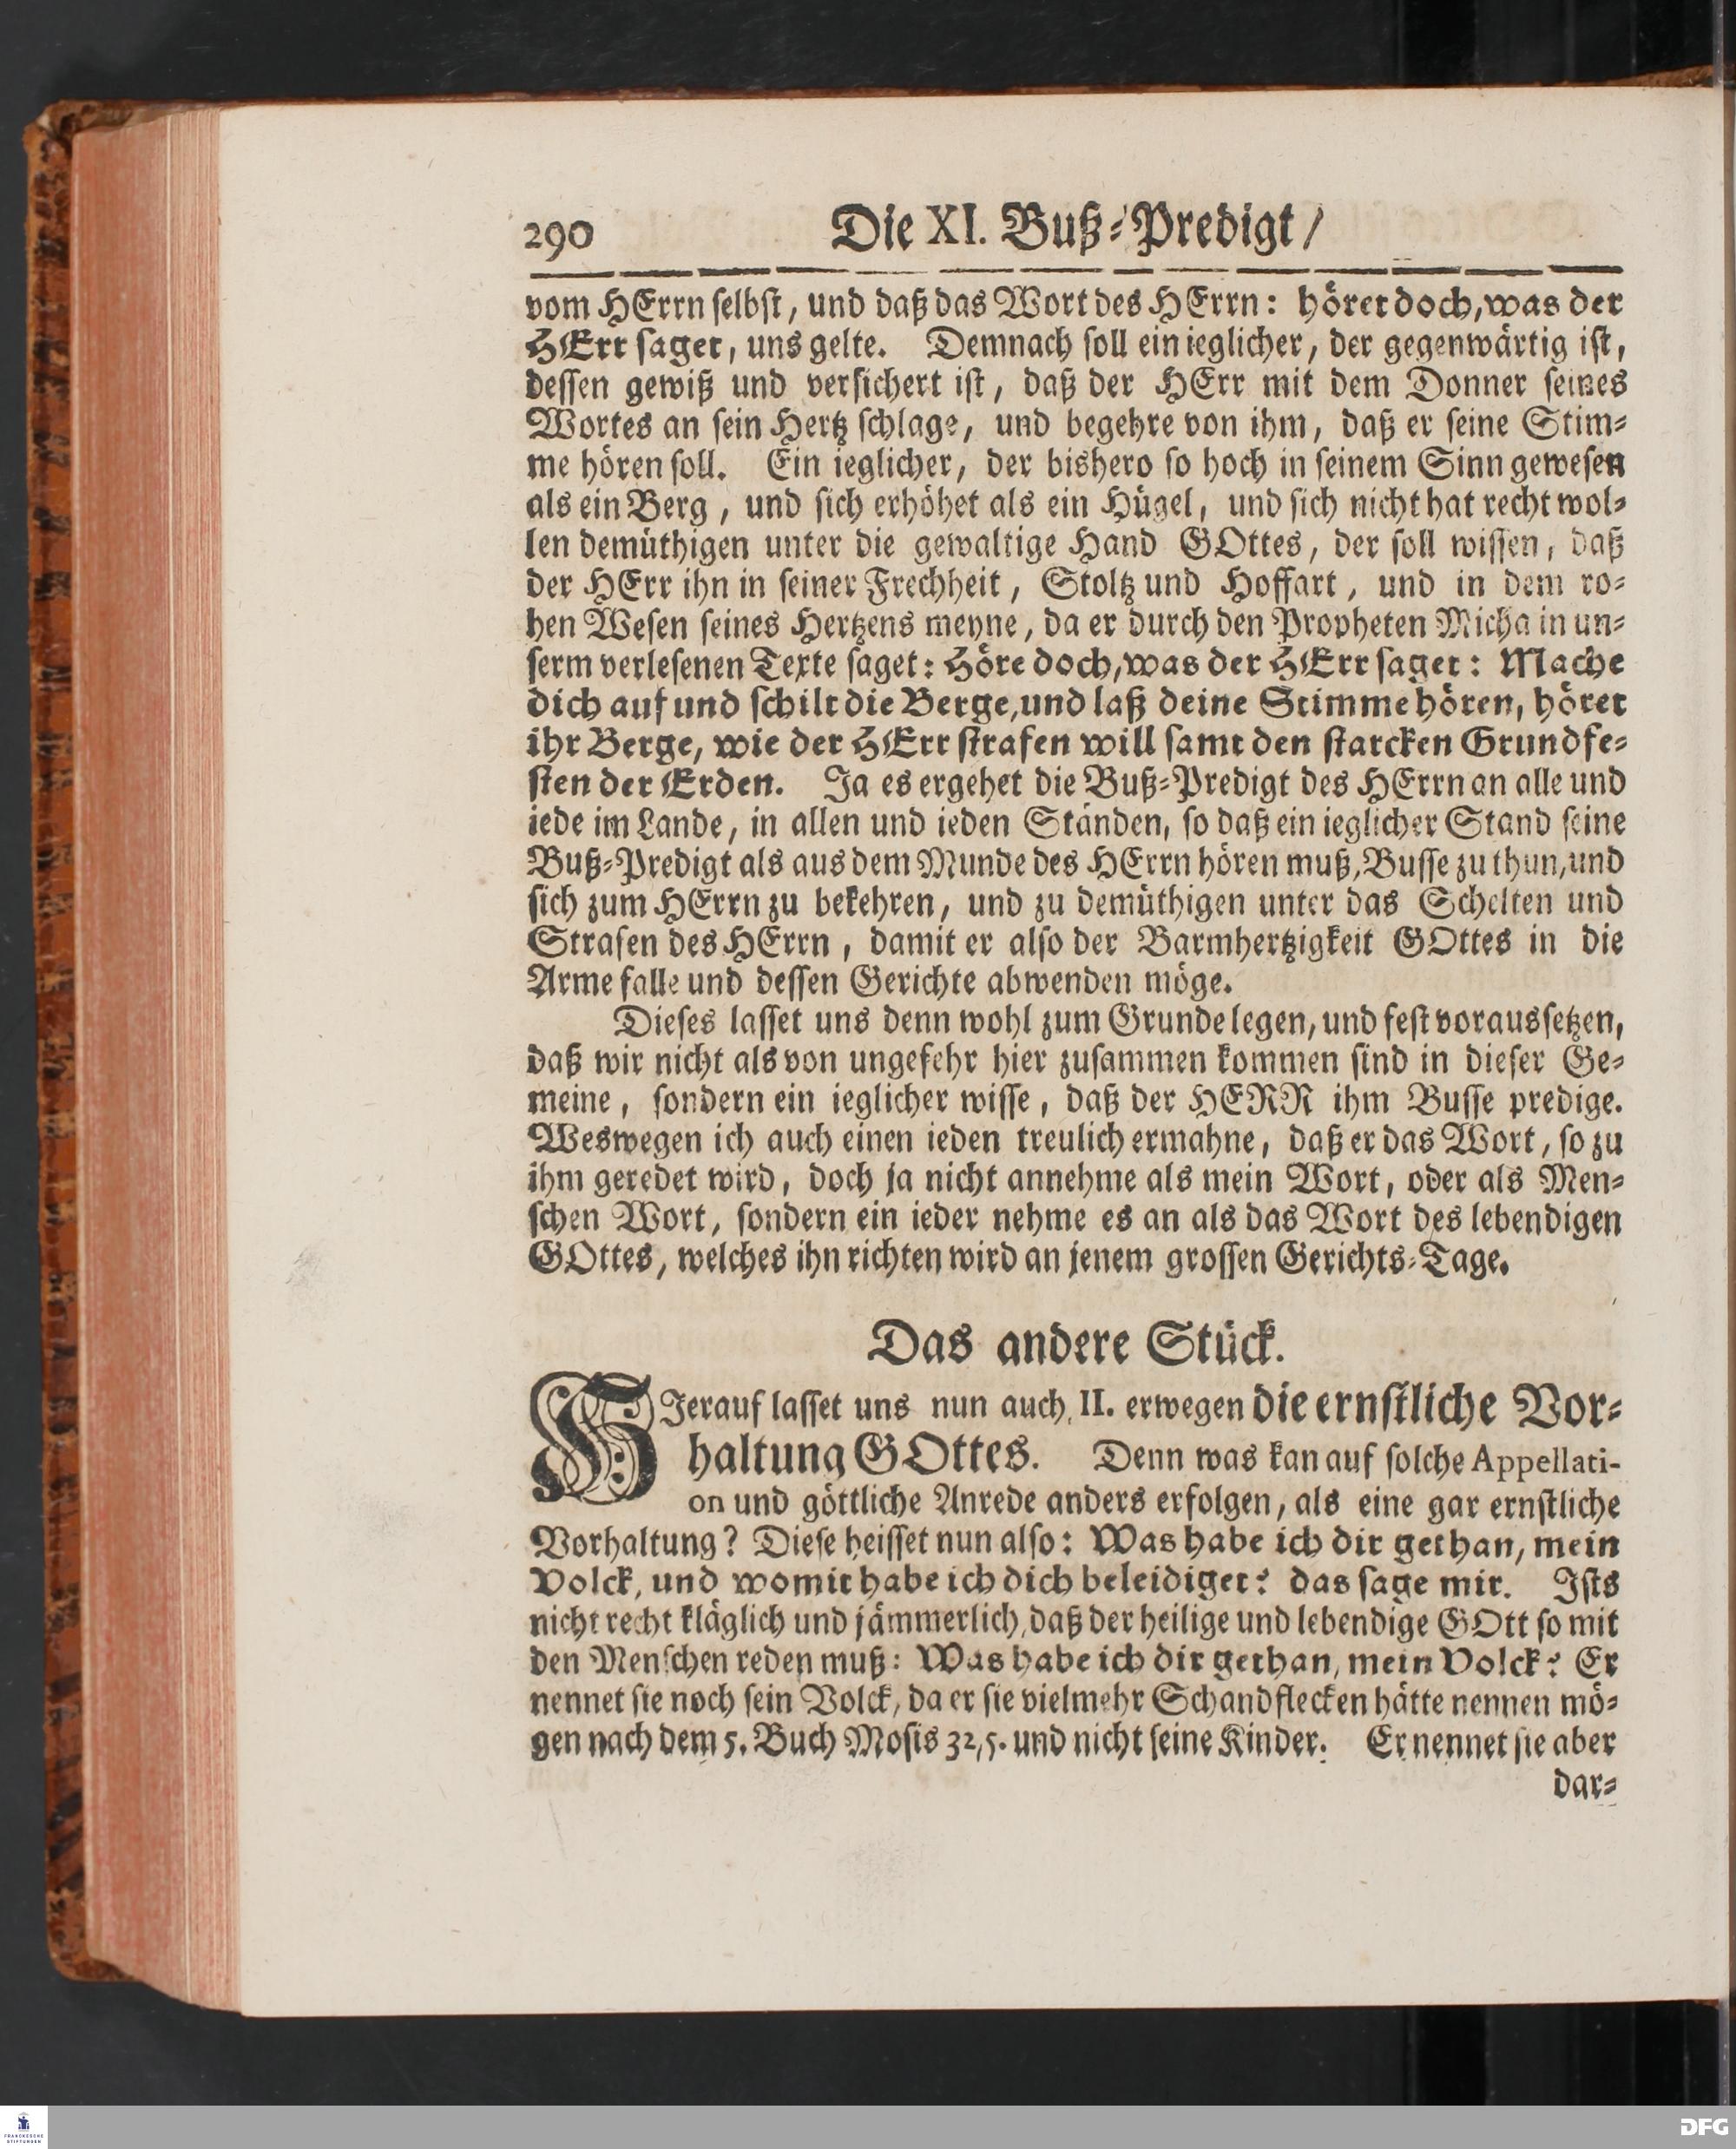 290 Die XI. Buß-Predigt /
vom HErrn selbst, und daß das Wort des HErrn: höret doch, was der
HErr saget, uns gelte. Demnach soll ein ieglicher, der gegenwärtig ist,
dessen gewiß und versichert ist, daß der HErr mit dem Donner seines
Wortes an sein Hertz schlage, und begehre von ihm, daß er seine Stim-
me hören soll. Ein ieglicher, der bishero so hoch in seinem Sinn gewesen
als ein Berg, und sich erhöhet als ein Hügel, und sich nicht hat recht wol-
len demüthigen unter die gewaltige Hand GOttes, der soll wissen, daß
der HErr ihn in seiner Frechheit, Stoltz und Hoffart, und in dem ro-
hen Wesen seines Hertzens meyne, da er durch den Propheten Micha in un-
serm verlesenen Texte saget: Höre doch, was der HErr saget: Mache
dich auf und schilt die Berge, und laß deine Stimme hören, höret
ihr Berge, wie der HErr strafen will samt den starcken Grundfe-
sten der Erden. Ja es ergehet die Buß-Predigt des HErrn an alle und
iede im Lande, in allen und ieden Ständen, so daß ein ieglicher Stand seine
Buß-Predigt als aus dem Munde des HErrn hören muß, Busse zu thun, und
sich zum HErrn zu bekehren, und zu demüthigen unter das Schelten und
Strafen des HErrn, damit er also der Barmhertzigkeit GOttes in die
Arme falle und dessen Gerichte abwenden möge.
Dieses lasset uns denn wohl zum Grunde legen, und fest voraussetzen,
daß wir nicht als von ungefehr hier zusammen kommen sind in dieser Ge-
meine, sondern ein ieglicher wisse, daß der HERR ihm Busse predige.
Weswegen ich auch einen ieden treulich ermahne, daß er das Wort, so zu
ihm geredet wird, doch ja nicht annehme als mein Wort, oder als Men-
schen Wort, sondern ein ieder nehme es an als das Wort des lebendigen
GOttes, welches ihn richten wird an jenem grossen Gerichts-Tage.
Das andere Stück.
HIerauf lasset uns nun auch II. erwegen die ernstliche Vor-
haltung GOttes. Denn was kan auf solche Appellati-
on und göttliche Anrede anders erfolgen, als eine gar ernstliche
Vorhaltung? Diese heisset nun also: Was habe ich dir gethan, mein
Volck, und womit habe ich dich beleidiget? das sage mir. Ists
nicht recht kläglich und jämmerlich, daß der heilige und lebendige GOtt so mit
den Menschen reden muß: Was habe ich dir gethan, mein Volck? Er
nennet sie noch sein Volck, da er sie vielmehr Schandflecken hätte nennen mö-
gen nach dem 5. Buch Mosis 32, 5. und nicht seine Kinder. Er nennet sie aber
dar-
FRANCKESCHE
STIFTUNGEN
DFG